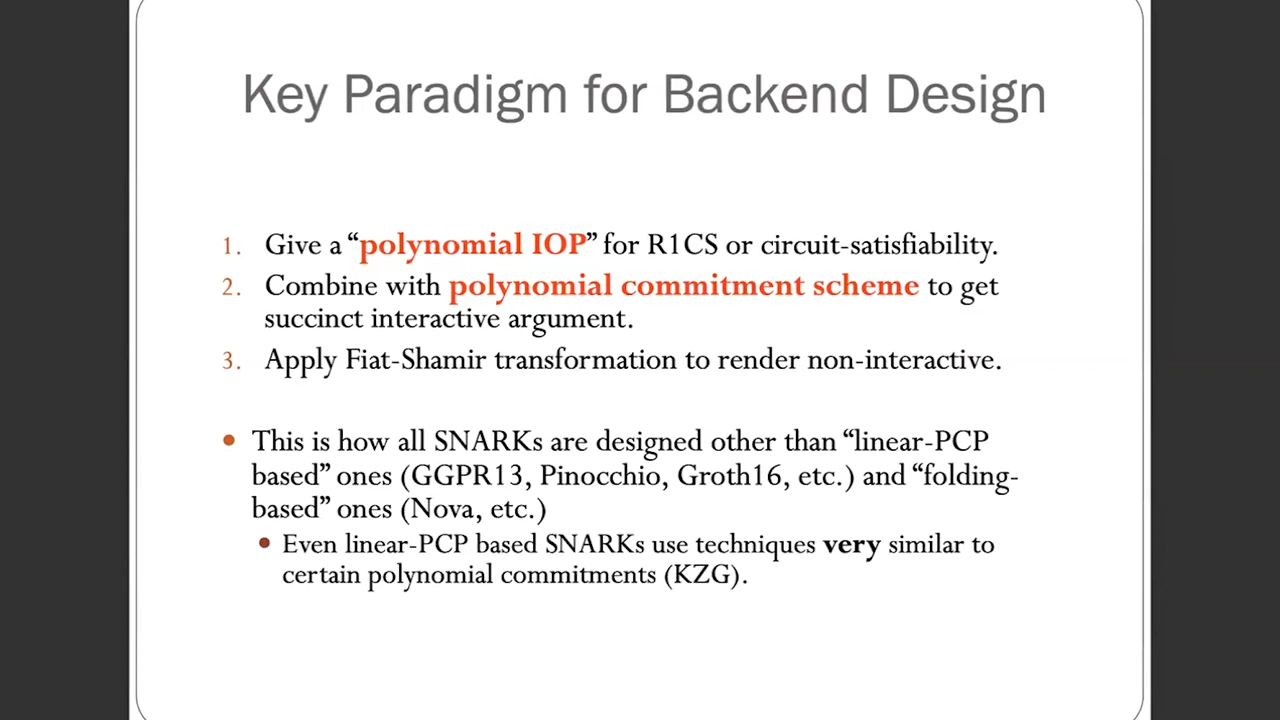 Key Paradigm for Backend Design
1. Give a “polynomial IOP” for R1CS or circuit-satisfiability.
2. Combine with polynomial commitment scheme to get
succinct interactive argument.
3. Apply Fiat-Shamir transformation to render non-interactive.
• This is how all SNARKs are designed other than “linear-PCP
based” ones (GGPR13, Pinocchio, Groth16, etc.) and “folding-
based” ones (Nova, etc.)
• Even linear-PCP based SNARKs use techniques very similar to
certain polynomial commitments (KZG).